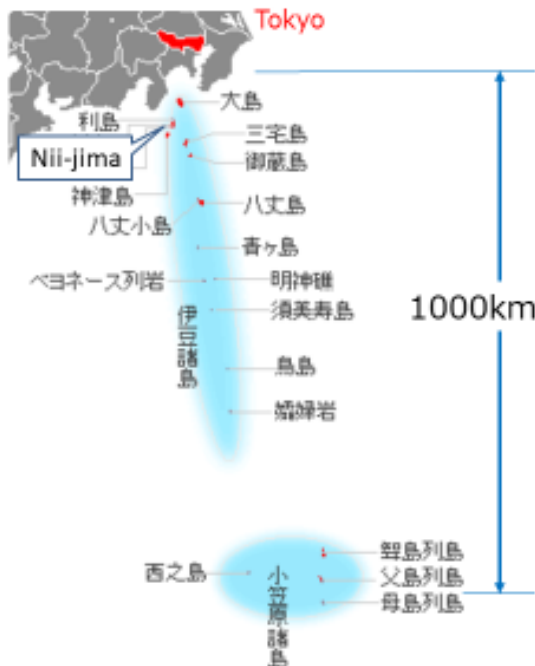 Tokyo
大島
利島
三宅島
Nii-jima
御蔵島
神津島
八丈島
八丈小島
青ヶ島
ベヨネース列岩
明神礁
1000km
須美寿島
伊豆諸島
鳥島
孀婦岩
聟島列島
西之島
父島列島
小笠原諸島
母島列島